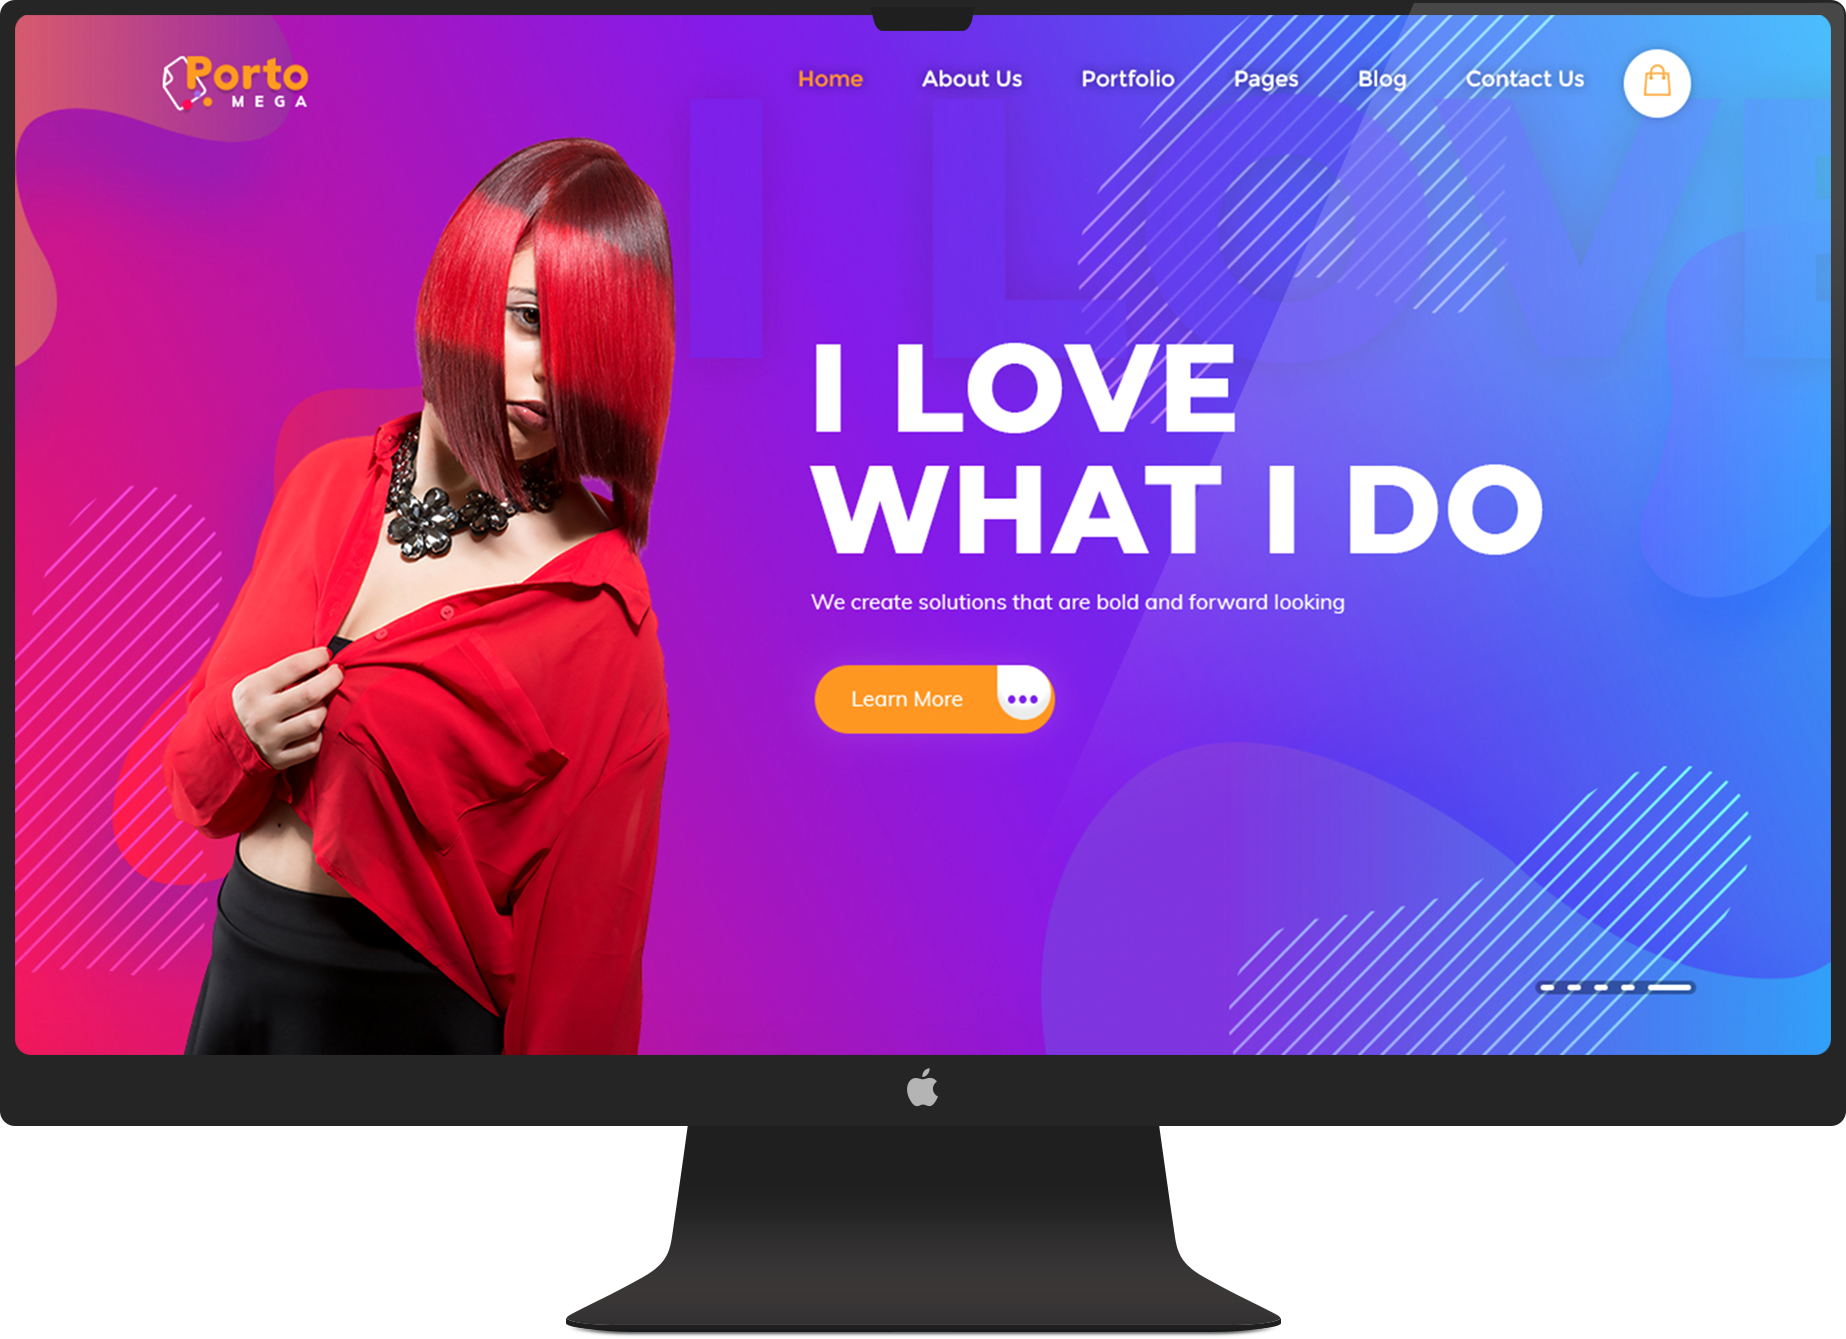 Porto
MEGA
Home About Us Portfolio Pages Blog Contact Us
I LOVE
I LOVE
WHAT I DO
We create solutions that are bold and forward looking
Learn More